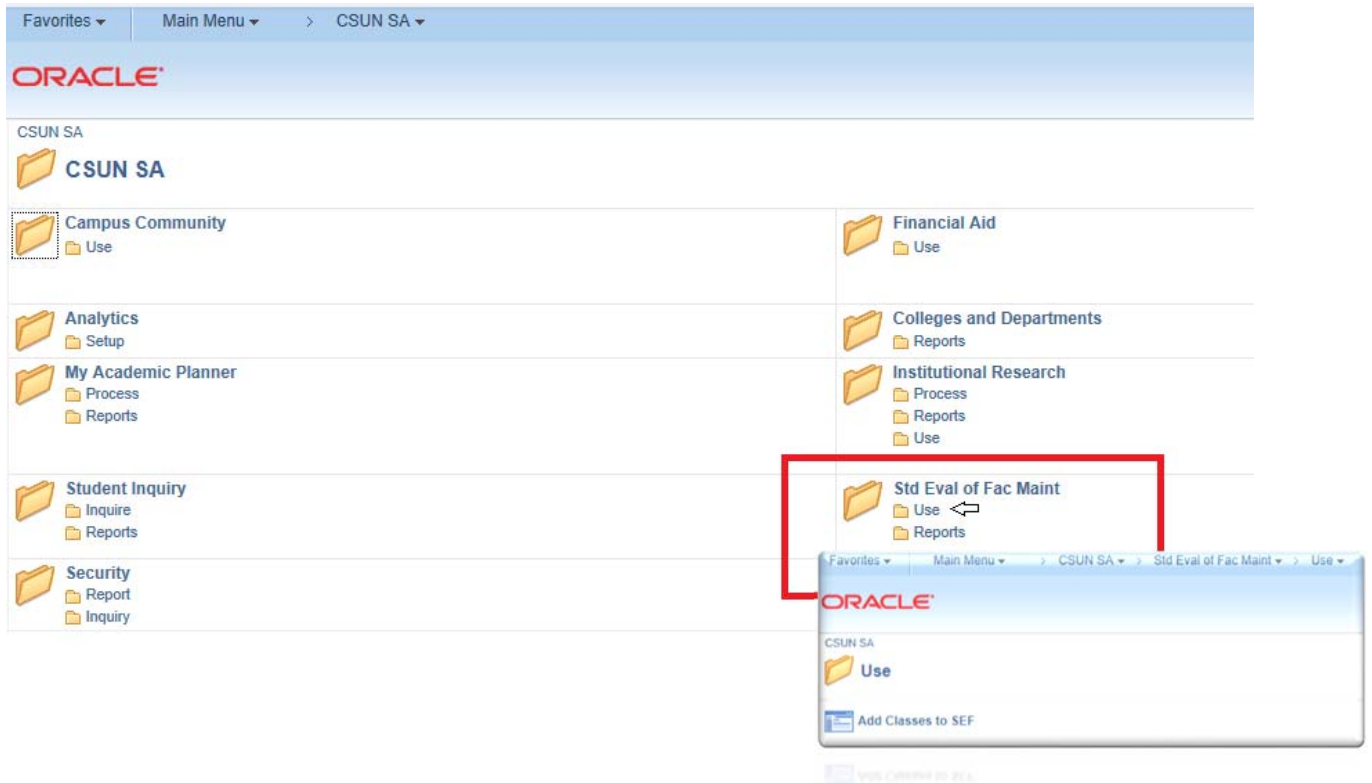 Favorites Main Menu > CSUN SA
ORACLE
CSUN SA
CSUN SA
Campus Community
Use
Financial Aid
Use
Analytics
Setup
Colleges and Departments
Reports
My Academic Planner
Process
Reports
Institutional Research
Process
Reports
Use
Student Inquiry
Inquire
Reports
Std Eval of Fac Maint
Use
Reports
Security
Report
Inquiry
Favorites Main Menu > CSUN SA > Std Eval of Fac Maint > Use
ORACLE
CSUN SA
Use
Add Classes to SEF